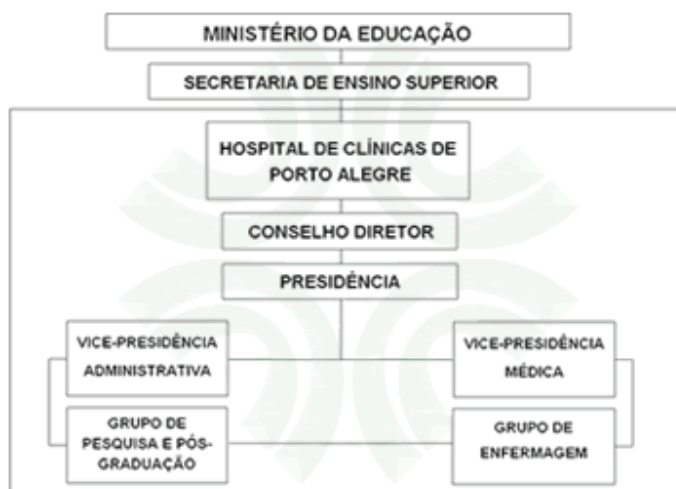 MINISTÉRIO DA EDUCAÇÃO
SECRETARIA DE ENSINO SUPERIOR
HOSPITAL DE CLÍNICAS DE
PORTO ALEGRE
CONSELHO DIRETOR
PRESIDÊNCIA
VICE-PRESIDÊNCIA
ADMINISTRATIVA
VICE-PRESIDÊNCIA
MÉDICA
GRUPO DE
PESQUISA E PÓS-
GRADUAÇÃO
GRUPO DE
ENFERMAGEM